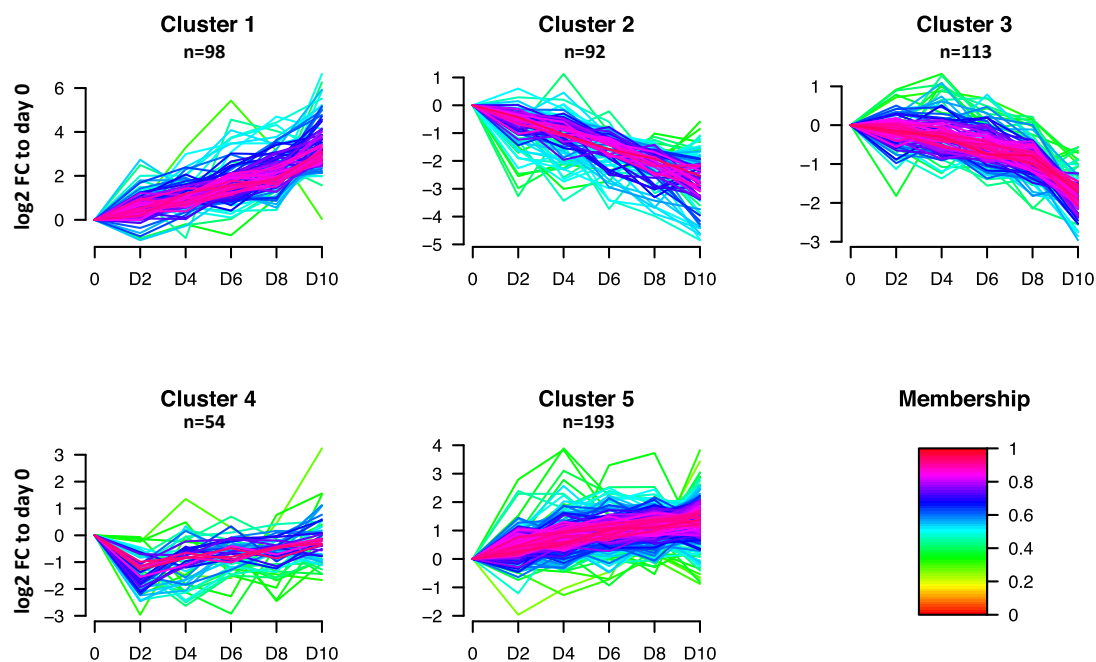 Cluster 1
n=98
log2 FC to day 0
6
4
2
0
0 D2 D4 D6 D8 D10
Cluster 2
n=92
1
0
−1
−2
−3
−4
−5
0 D2 D4 D6 D8 D10
Cluster 3
n=113
1
0
−1
−2
−3
0 D2 D4 D6 D8 D10
Cluster 4
n=54
log2 FC to day 0
3
2
1
0
−1
−2
−3
0 D2 D4 D6 D8 D10
Cluster 5
n=193
4
3
2
1
0
−1
−2
0 D2 D4 D6 D8 D10
Membership
1
0.8
0.6
0.4
0.2
0